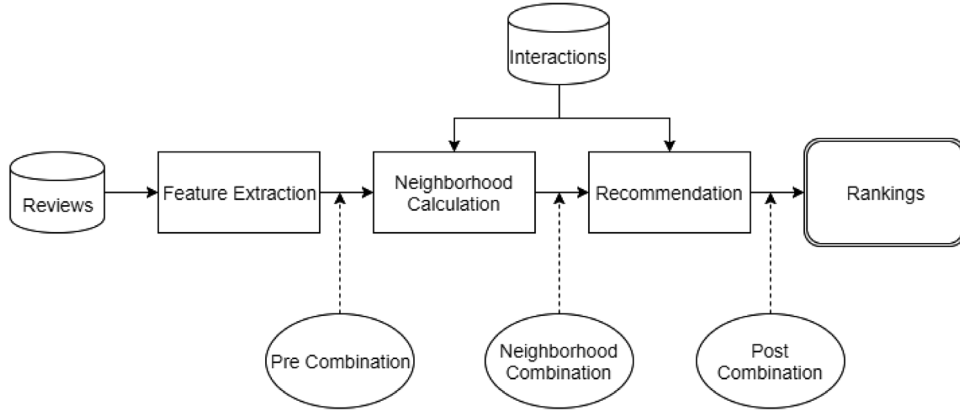 Interactions
Reviews
Feature Extraction
Neighborhood
Calculation
Recommendation
Rankings
Pre Combination
Neighborhood
Combination
Post
Combination